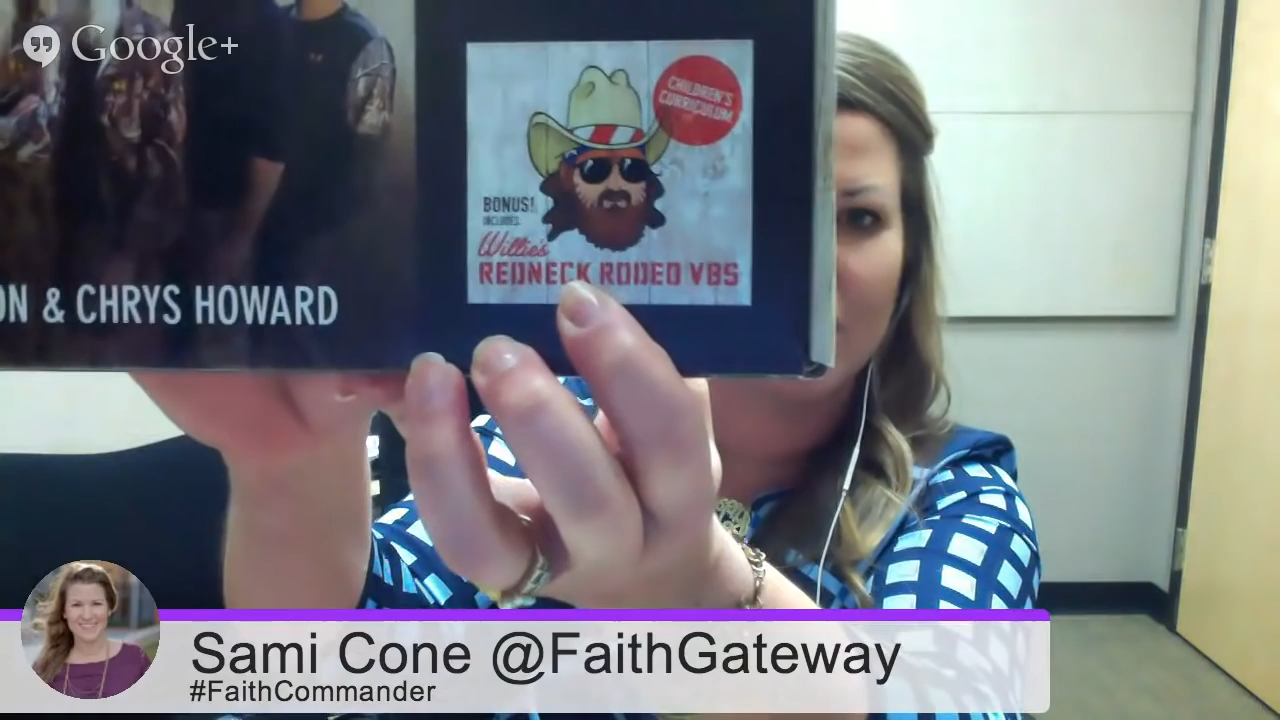 Google+
CHILDREN'S
CURRICULUM
BONUS!
INCLUDES
Willie's
REDNECK RODEO VBS
ON & CHRYS HOWARD
Sami Cone @FaithGateway
#FaithCommander